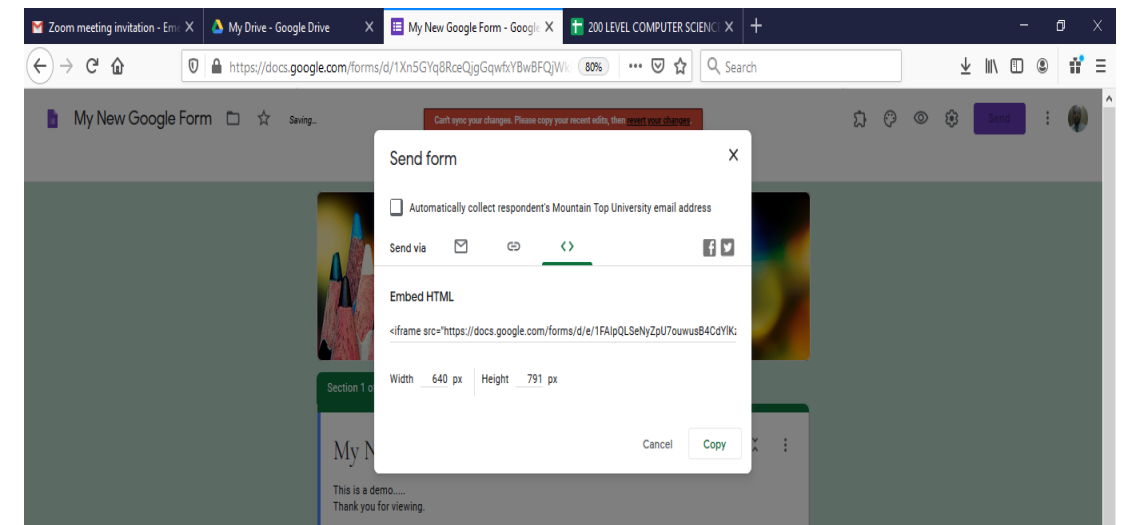 Zoom meeting invitation - Em
My Drive - Google Drive
My New Google Form - Google
200 LEVEL COMPUTER SCIENC
https://docs.google.com/forms/d/1Xn5GYq8RceQjgGqwfxYBwBFQjWk
80%
Search
My New Google Form
Saving...
Can't sync your changes. Please copy your recent edits, then revert your changes.
Send
Send form
Automatically collect respondent's Mountain Top University email address
Send via
Embed HTML
<iframe src="https://docs.google.com/forms/d/e/1FAIpQLSeNyZpU7ouwusB4CdYlK
Width 640 px Height 791 px
Section 1 o
Cancel Copy
My N
This is a demo.....
Thank you for viewing.